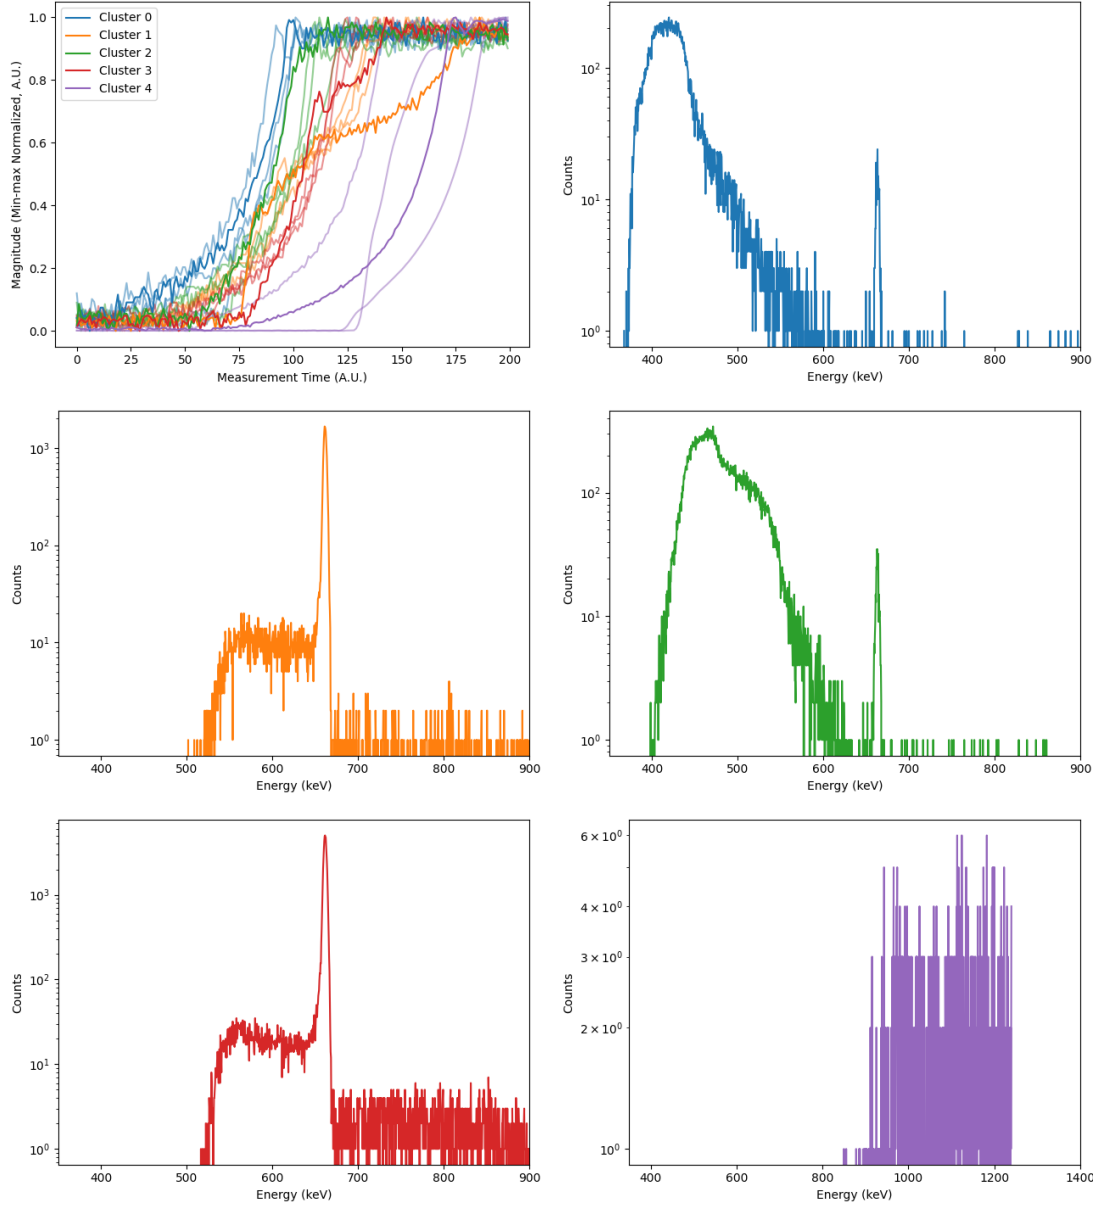 Cluster 0
Cluster 1
Cluster 2
Cluster 3
Cluster 4
Magnitude (Min-max Normalized, A.U.)
1.0
0.8
0.6
0.4
0.2
0.0
0 25 50 75 100 125 150 175 200
Measurement Time (A.U.)
Counts
10²
10¹
10⁰
400 500 600 700 800 900
Energy (keV)
Counts
10³
10²
10¹
10⁰
400 500 600 700 800 900
Energy (keV)
Counts
10²
10¹
10⁰
400 500 600 700 800 900
Energy (keV)
Counts
10³
10²
10¹
10⁰
400 500 600 700 800 900
Energy (keV)
Counts
6 × 10⁰
4 × 10⁰
3 × 10⁰
2 × 10⁰
10⁰
400 600 800 1000 1200 1400
Energy (keV)